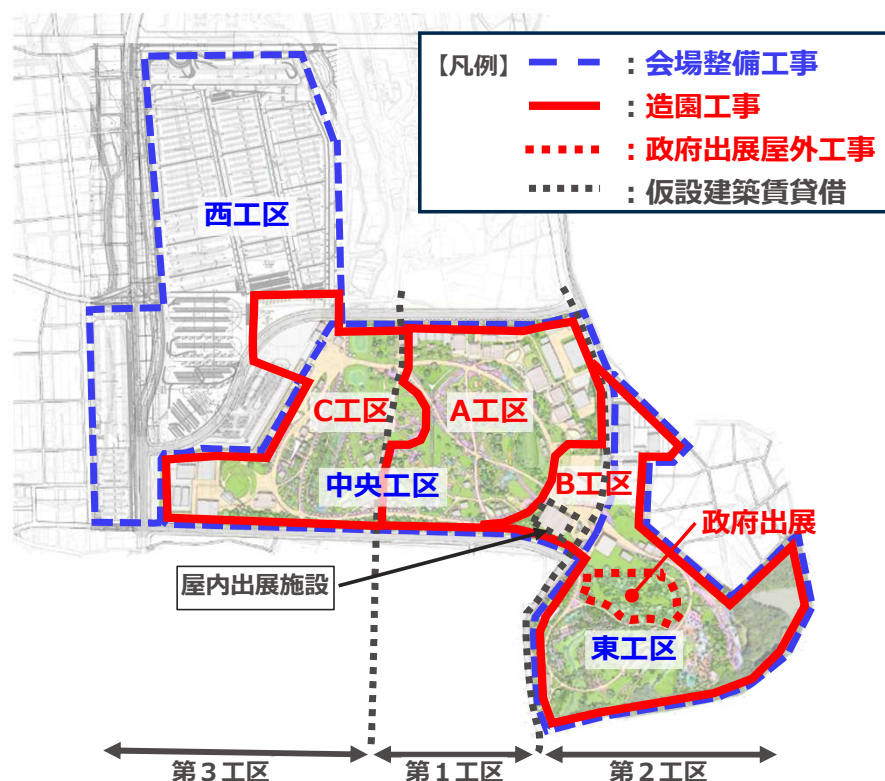 【凡例】
：会場整備工事
：造園工事
：政府出展屋外工事
：仮設建築賃貸借
西工区
C工区
A工区
中央工区
B工区
政府出展
屋内出展施設
東工区
第３工区
第１工区
第２工区